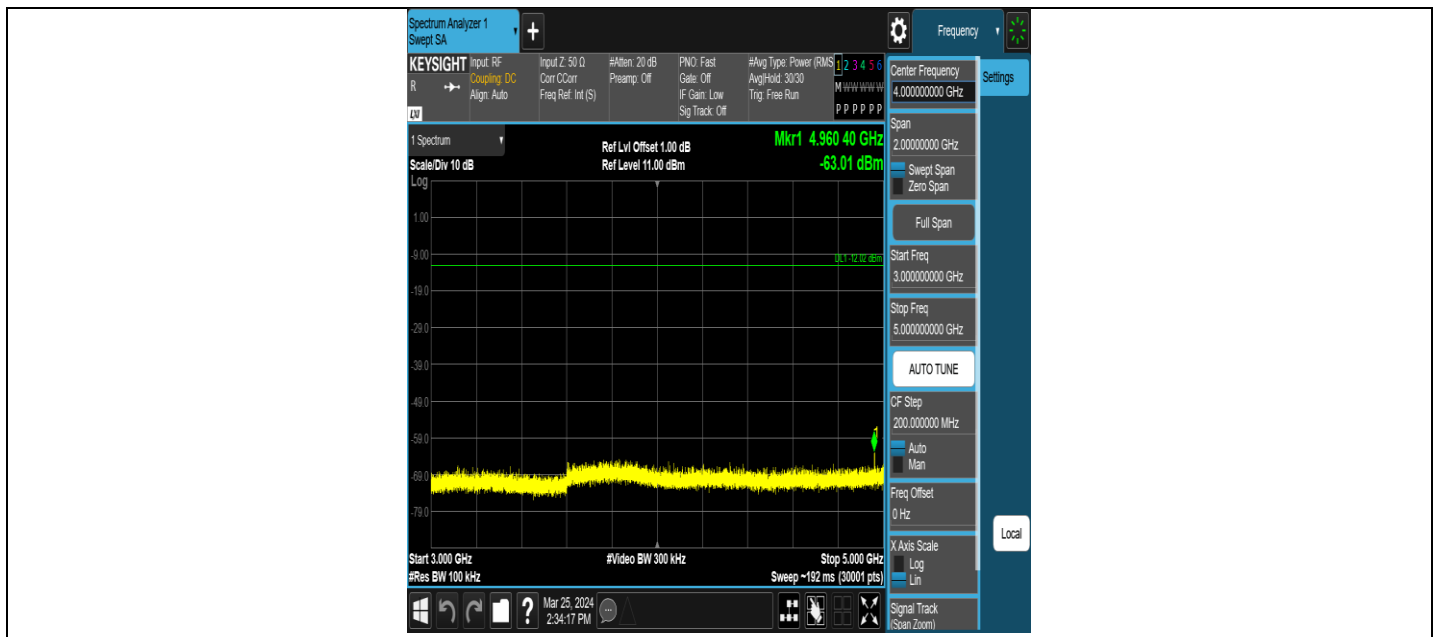 Spectrum Analyzer 1
Swept SA
+
Frequency
KEYSIGHT
R
LXI
Input: RF
Coupling: DC
Align: Auto
Input Z: 50 Ω
Corr CCorr
Freq Ref: Int (S)
#Atten: 20 dB
Preamp: Off
PNO: Fast
Gate: Off
IF Gain: Low
Sig Track: Off
#Avg Type: Power (RMS
Avg|Hold: 30/30
Trig: Free Run
1 2 3 4 5 6
M W W W W W
P P P P P P
1 Spectrum
Scale/Div 10 dB
Log
Ref Lvl Offset 1.00 dB
Ref Level 11.00 dBm
Mkr1 4.960 40 GHz
-63.01 dBm
1.00
-9.00
DL1 -12.02 dBm
-19.0
-29.0
-39.0
-49.0
-59.0
1
-69.0
-79.0
Start 3.000 GHz
#Res BW 100 kHz
#Video BW 300 kHz
Stop 5.000 GHz
Sweep ~192 ms (30001 pts)
?
Mar 25, 2024
2:34:17 PM
Center Frequency
4.000000000 GHz
Settings
Span
2.00000000 GHz
Swept Span
Zero Span
Full Span
Start Freq
3.000000000 GHz
Stop Freq
5.000000000 GHz
AUTO TUNE
CF Step
200.000000 MHz
Auto
Man
Freq Offset
0 Hz
X Axis Scale
Log
Lin
Signal Track
(Span Zoom)
Local